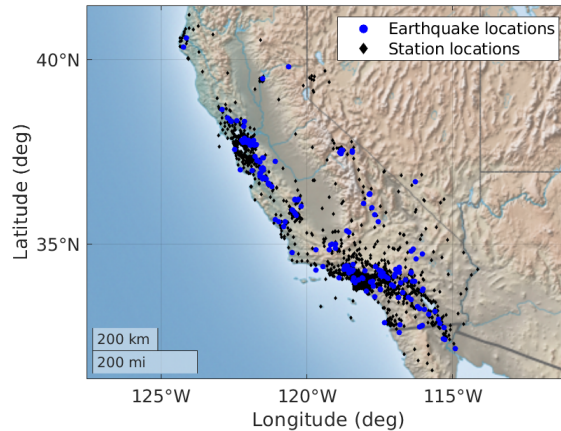 Earthquake locations
Station locations
40°N
35°N
Latitude (deg)
200 km
200 mi
125°W 120°W 115°W
Longitude (deg)